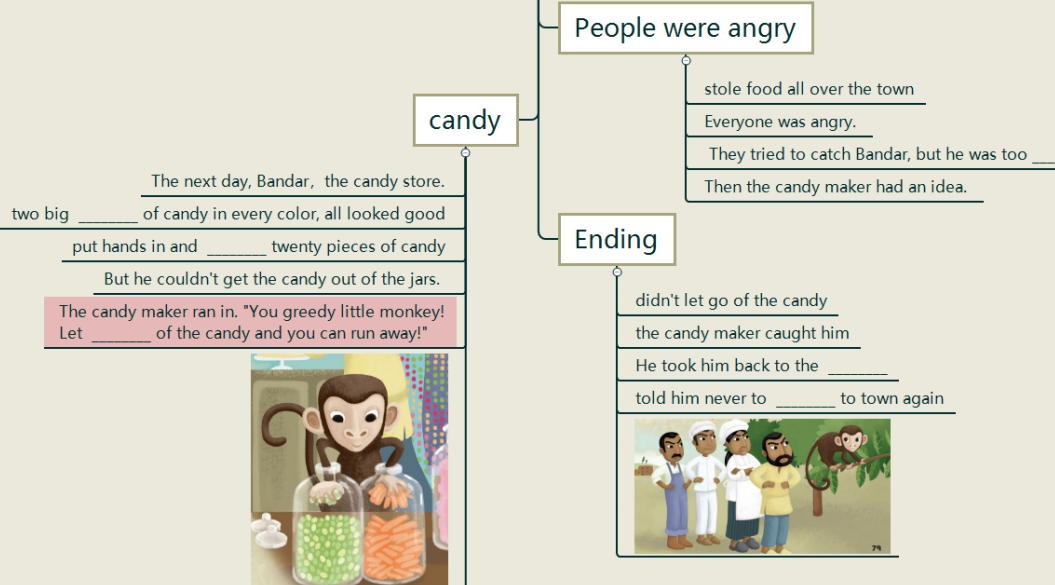 People were angry
stole food all over the town
Everyone was angry.
They tried to catch Bandar, but he was too ___
Then the candy maker had an idea.
candy
The next day, Bandar, the candy store.
two big _______ of candy in every color, all looked good
put hands in and _______ twenty pieces of candy
But he couldn't get the candy out of the jars.
The candy maker ran in. "You greedy little monkey!
Let _______ of the candy and you can run away!"
Ending
didn't let go of the candy
the candy maker caught him
He took him back to the _______
told him never to _______ to town again
79